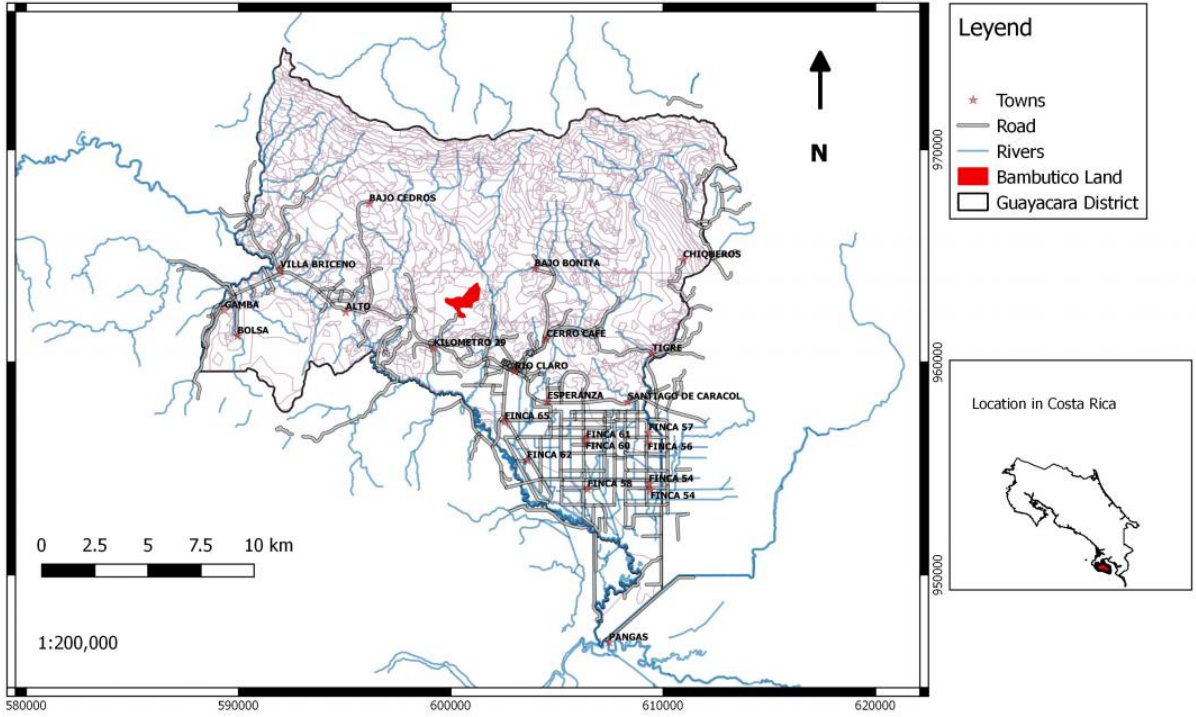 Leyend
Towns
Road
Rivers
Bambutico Land
Guayacara District
N
970000
960000
950000
BAJO CEDROS
VILLA BRICENO
BAJO BONITA
CHIQUEROS
GAMBA
ALTO
BOLSA
KILOMETRO 29
CERRO CAFE
TIGRE
RIO CLARO
ESPERANZA
SANTIAGO DE CARACOL
FINCA 65
FINCA 57
FINCA 61
FINCA 60
FINCA 56
FINCA 62
FINCA 58
FINCA 54
FINCA 54
PANGAS
0 2.5 5 7.5 10 km
1:200,000
580000 590000 600000 610000 620000
Location in Costa Rica